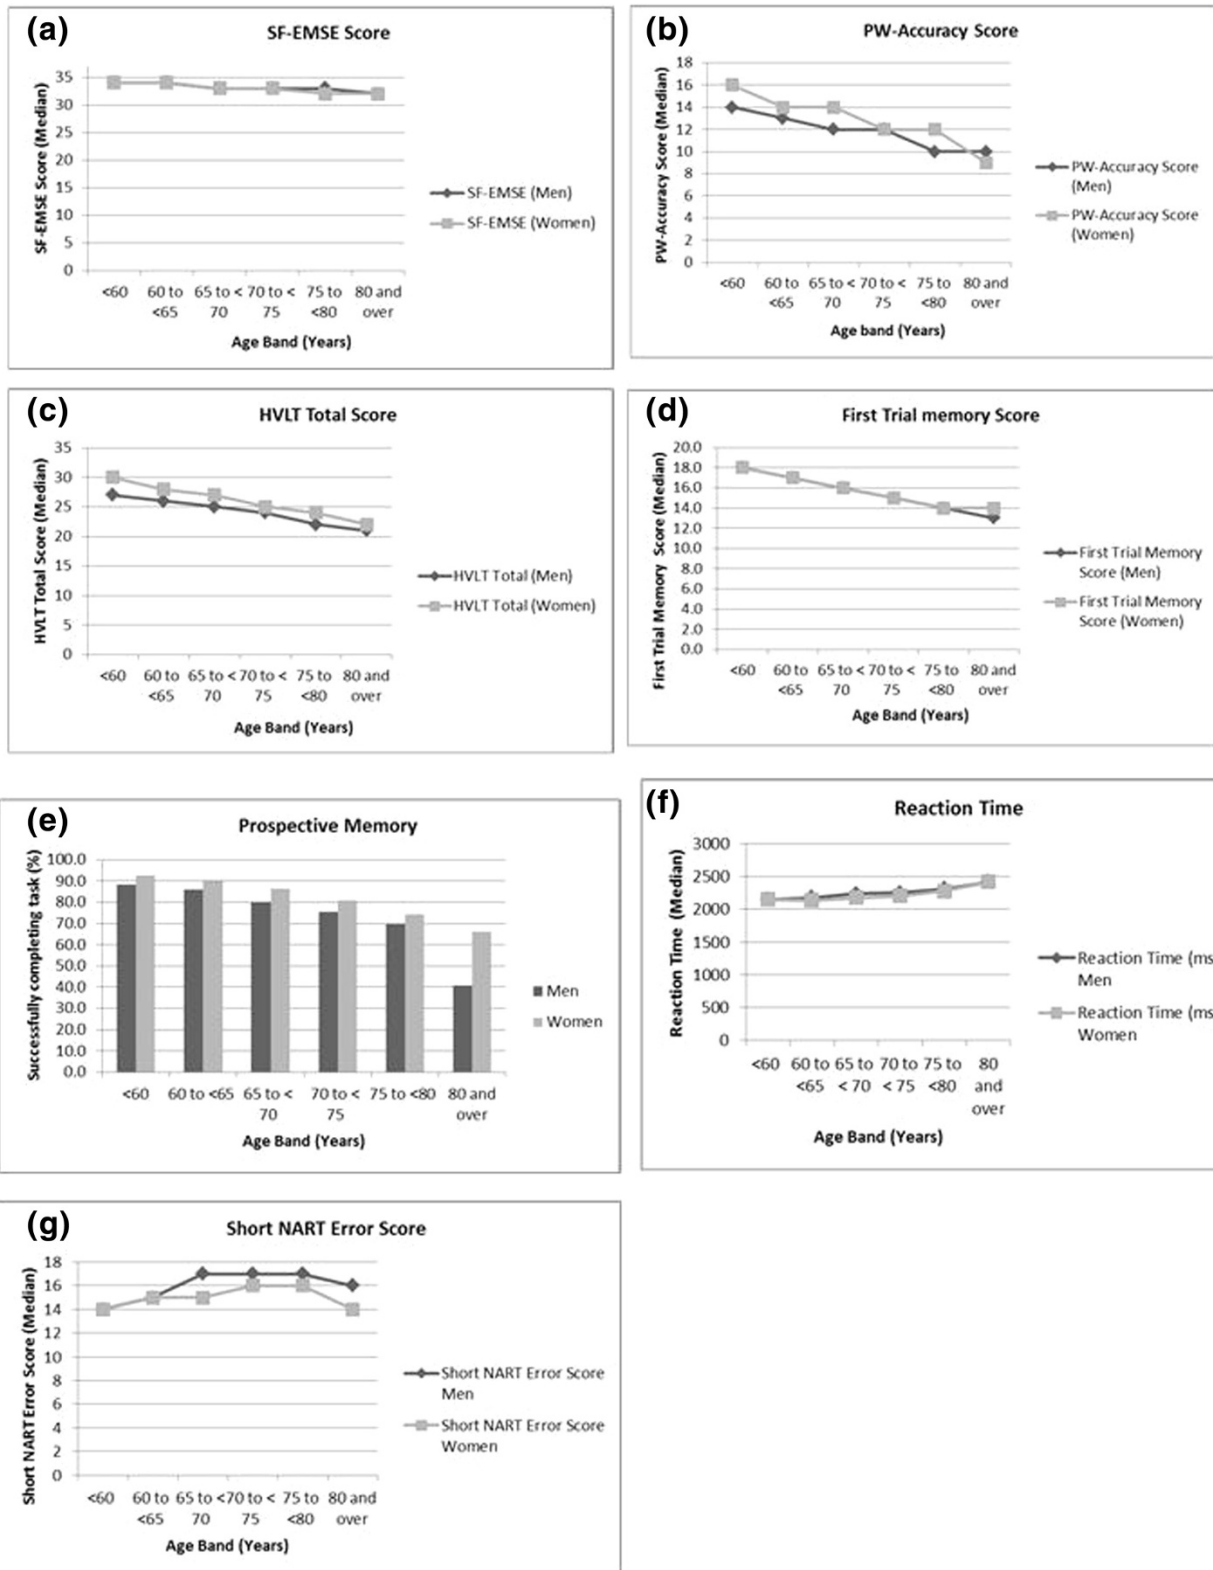 (a)
SF-EMSE Score
SF-EMSE Score (Median)
35
30
25
20
15
10
5
0
<60 60 to 65 to < 70 to < 75 to 80 and
<65 70 75 <80 over
Age Band (Years)
SF-EMSE (Men)
SF-EMSE (Women)
(b)
PW-Accuracy Score
PW-Accuracy Score (Median)
18
16
14
12
10
8
6
4
2
0
<60 60 to 65 to < 70 to < 75 to 80 and
<65 70 75 <80 over
Age band (Years)
PW-Accuracy Score
(Men)
PW-Accuracy Score
(Women)
(c)
HVLT Total Score
HVLT Total Score (Median)
35
30
25
20
15
10
5
0
<60 60 to 65 to < 70 to < 75 to 80 and
<65 70 75 <80 over
Age Band (Years)
HVLT Total (Men)
HVLT Total (Women)
(d)
First Trial memory Score
First Trial Memory Score (Median)
20.0
18.0
16.0
14.0
12.0
10.0
8.0
6.0
4.0
2.0
0.0
<60 60 to 65 to < 70 to < 75 to 80 and
<65 70 75 <80 over
Age Band (Years)
First Trial Memory
Score (Men)
First Trial Memory
Score (Women)
(e)
Prospective Memory
Successfully completing task (%)
100.0
90.0
80.0
70.0
60.0
50.0
40.0
30.0
20.0
10.0
0.0
<60 60 to <65 65 to < 70 to < 75 to <80 80 and
70 75 over
Age Band (Years)
Men
Women
(f)
Reaction Time
Reaction Time (Median)
3000
2500
2000
1500
1000
500
0
<60 60 to 65 to 70 to 75 to 80
<65 < 70 < 75 <80 and
over
Age Band (Years)
Reaction Time (ms
Men
Reaction Time (ms
Women
(g)
Short NART Error Score
Short NART Error Score (Median)
18
16
14
12
10
8
6
4
2
0
<60 60 to 65 to <70 to < 75 to 80 and
<65 70 75 <80 over
Age Band (Years)
Short NART Error Score
Men
Short NART Error Score
Women